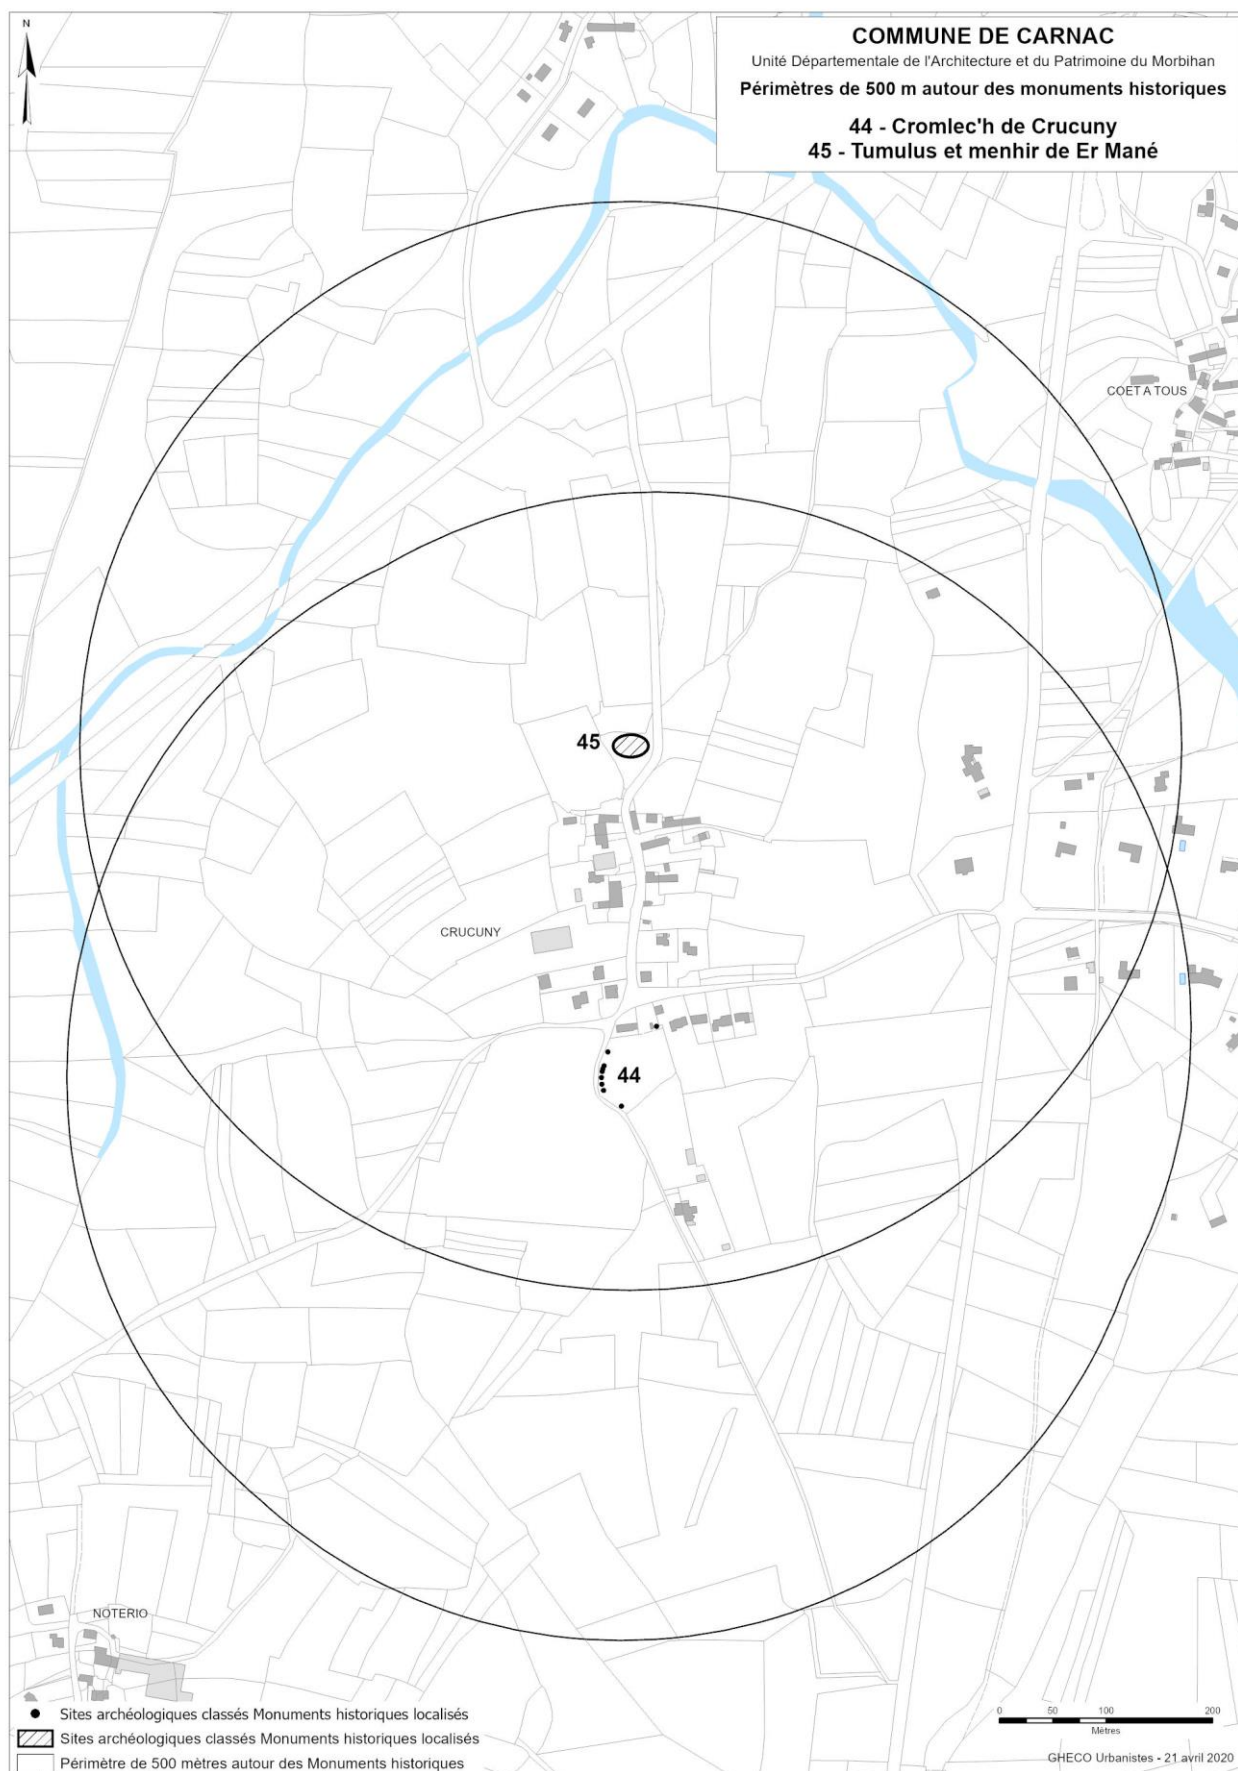 N
COMMUNE DE CARNAC
Unité Départementale de l'Architecture et du Patrimoine du Morbihan
Périmètres de 500 m autour des monuments historiques
44 - Cromlec'h de Crucuny
45 - Tumulus et menhir de Er Mané
COET A TOUS
45
CRUCUNY
44
NOTERIO
Sites archéologiques classés Monuments historiques localisés
Sites archéologiques classés Monuments historiques localisés
Périmètre de 500 mètres autour des Monuments historiques
0 50 100 200
Mètres
GHECO Urbanistes - 21 avril 2020